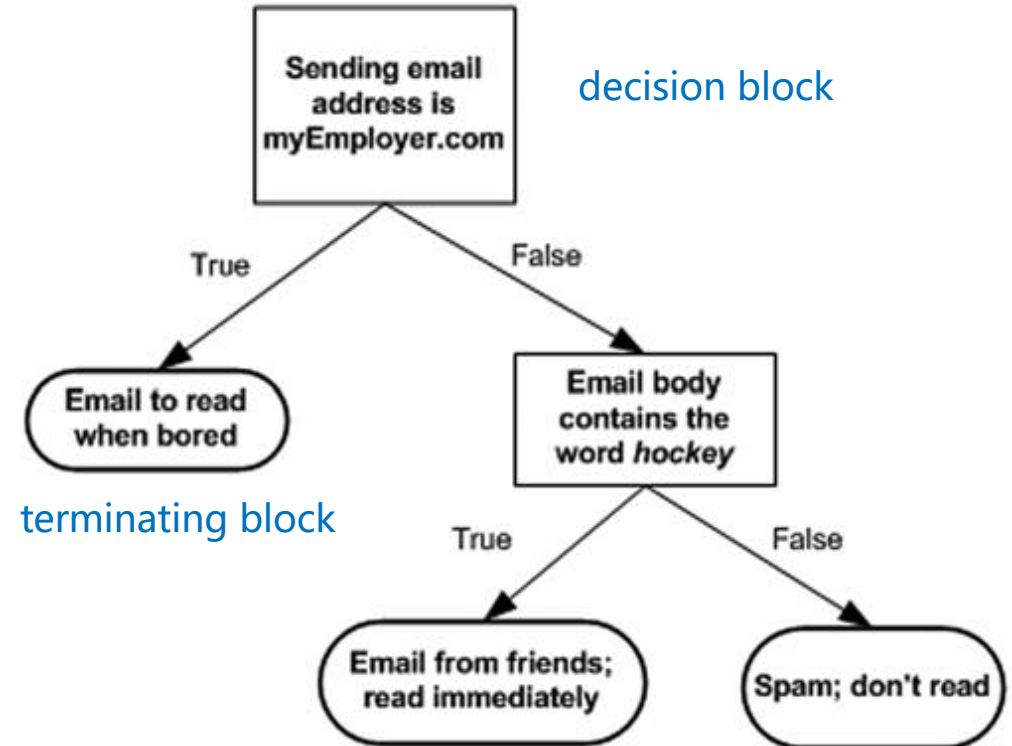 Sending email
address is
myEmployer.com
decision block
True
False
Email to read
when bored
Email body
contains the
word hockey
terminating block
True
False
Email from friends;
read immediately
Spam; don't read